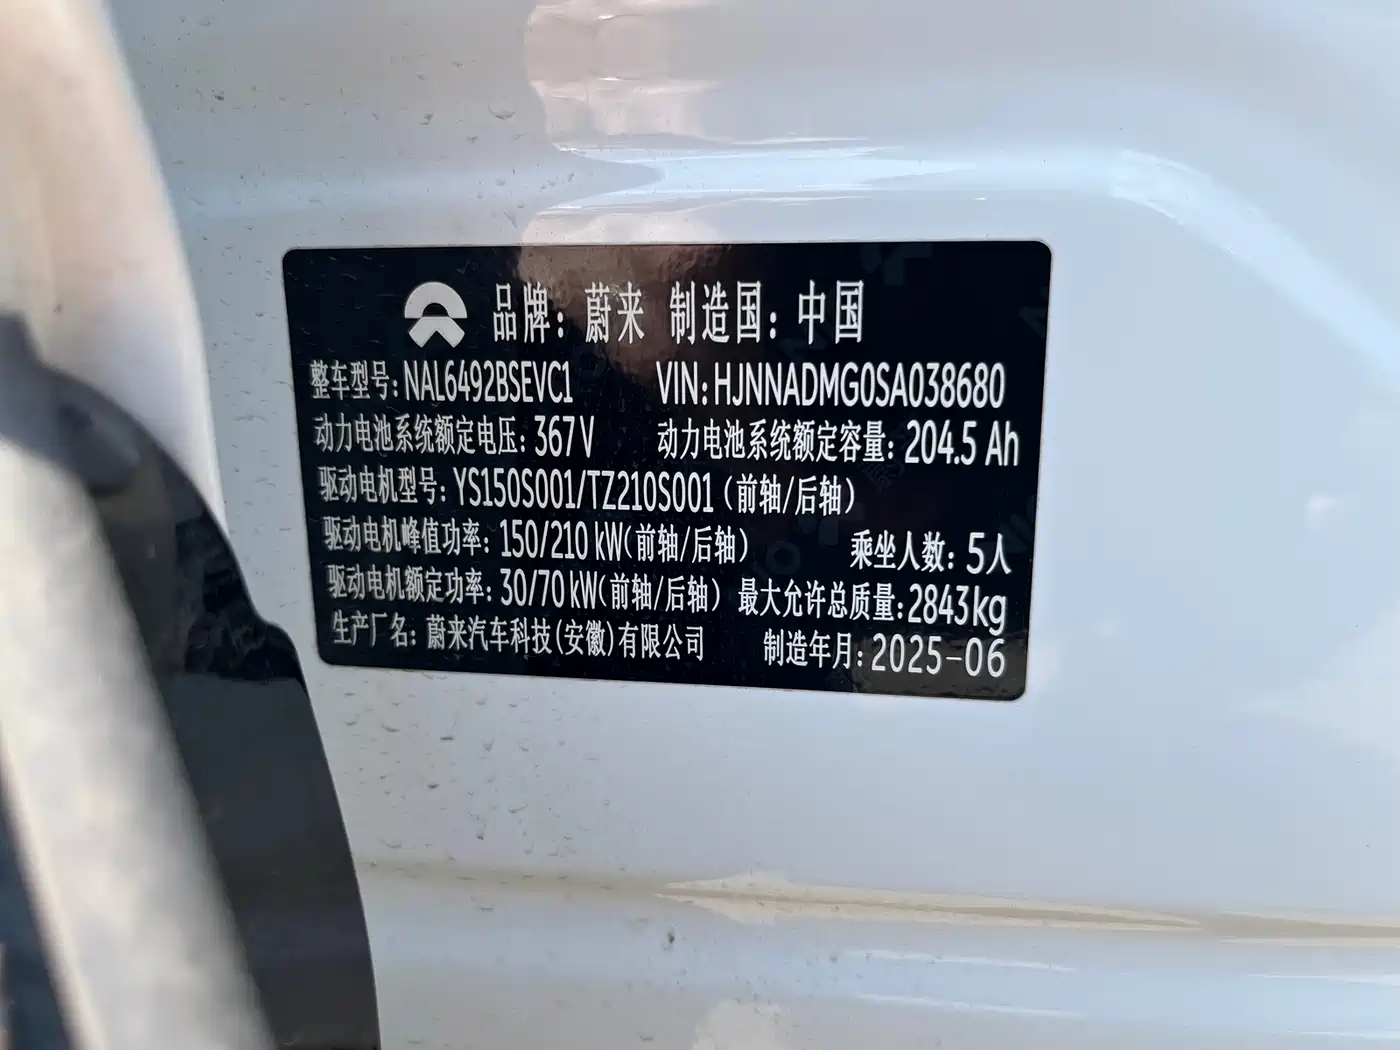 品牌：蔚来 制造国：中国
整车型号：NAL6492BSEVC1 VIN：HJNNADMG0SA038680
动力电池系统额定电压：367V 动力电池系统额定容量：204.5 Ah
驱动电机型号：YS150S001/TZ210S001（前轴/后轴）
驱动电机峰值功率：150/210 kW（前轴/后轴） 乘坐人数：5人
驱动电机额定功率：30/70 kW（前轴/后轴） 最大允许总质量：2843kg
生产厂名：蔚来汽车科技（安徽）有限公司 制造年月：2025-06